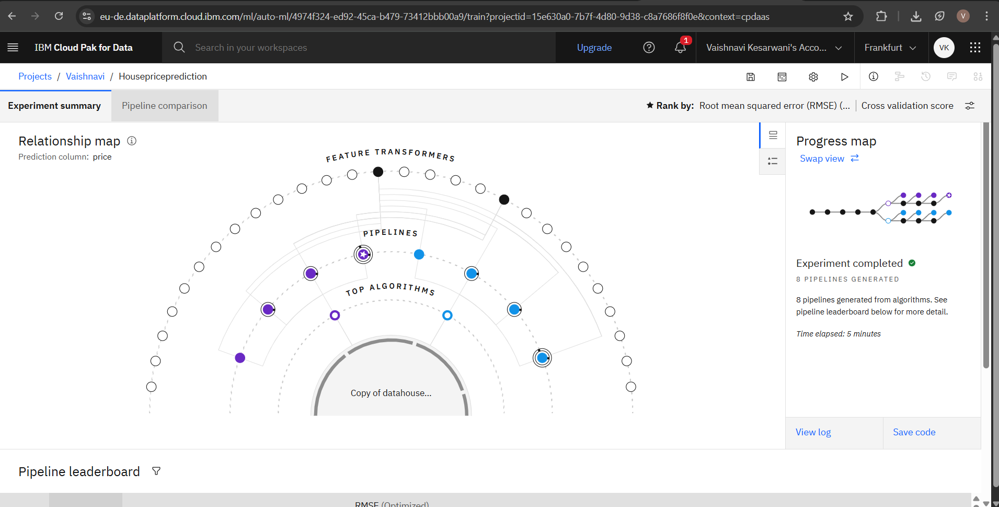 eu-de.dataplatform.cloud.ibm.com/ml/auto-ml/4974f324-ed92-45ca-b479-73412bbb00a9/train?projectid=15e630a0-7b7f-4d80-9d38-c8a7686f8f0e&context=cpdaas
V
IBM Cloud Pak for Data
Search in your workspaces
Upgrade
1
Vaishnavi Kesarwani's Acco...
Frankfurt
VK
Projects / Vaishnavi / Housepriceprediction
Experiment summary
Pipeline comparison
Rank by: Root mean squared error (RMSE) (... | Cross validation score
Relationship map
Prediction column: price
FEATURE TRANSFORMERS
PIPELINES
TOP ALGORITHMS
Copy of datahouse...
Progress map
Swap view
Experiment completed
8 PIPELINES GENERATED
8 pipelines generated from algorithms. See
pipeline leaderboard below for more detail.
Time elapsed: 5 minutes
View log
Save code
Pipeline leaderboard
RMSE (Optimized)